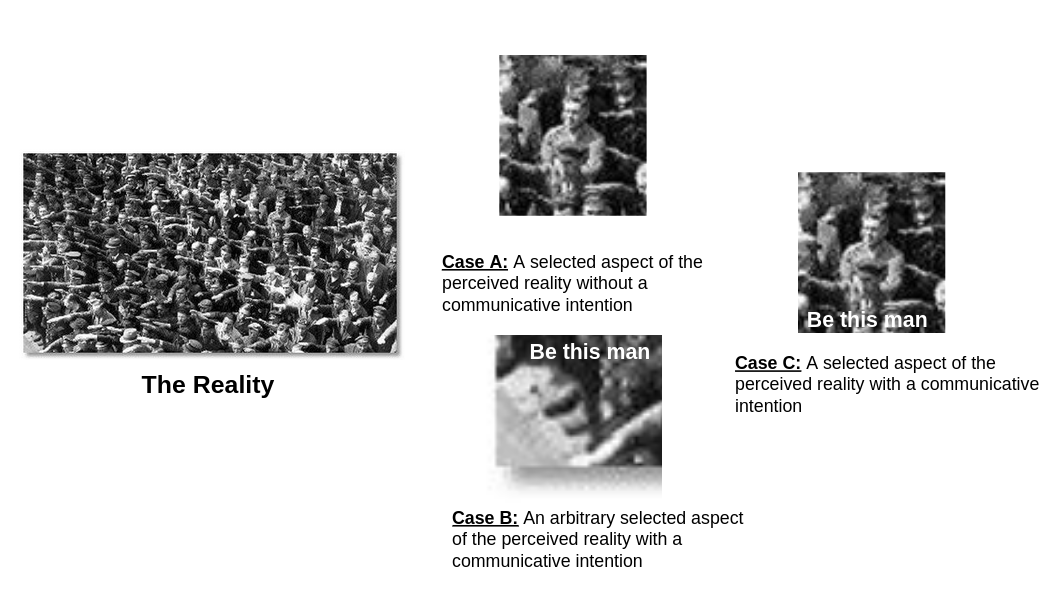 The Reality
Case A: A selected aspect of the
perceived reality without a
communicative intention
Be this man
Case B: An arbitrary selected aspect
of the perceived reality with a
communicative intention
Be this man
Case C: A selected aspect of the
perceived reality with a communicative
intention